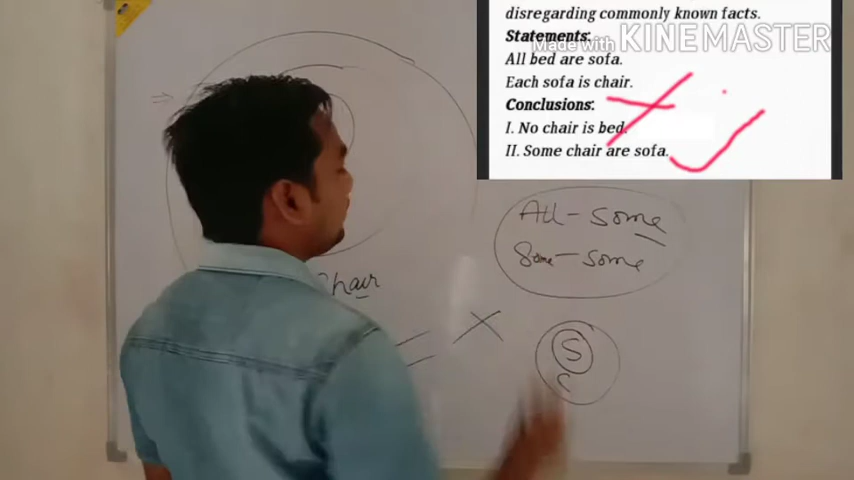 disregarding commonly known facts.
Statements:
Made with KINEMASTER
All bed are sofa.
Each sofa is chair.
Conclusions:
I. No chair is bed.
II. Some chair are sofa.
All - some
Some - some
Chair
S
C